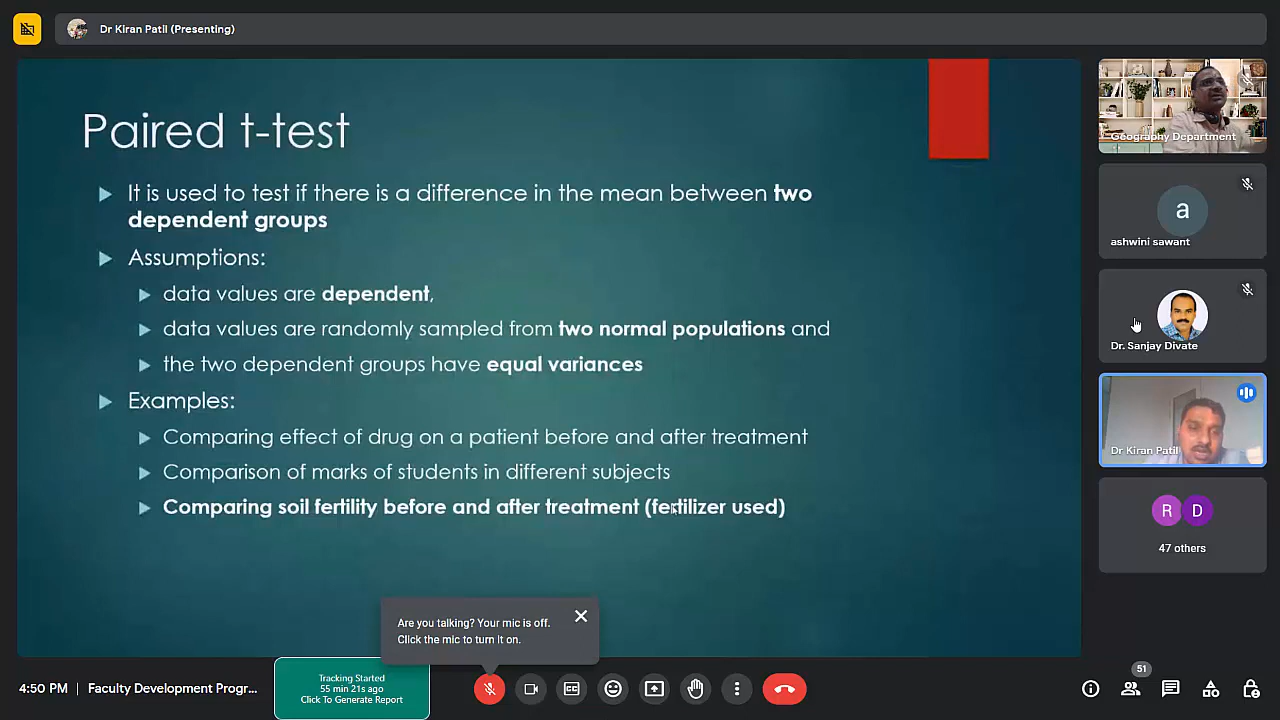 Dr Kiran Patil (Presenting)
Paired t-test
It is used to test if there is a difference in the mean between two
dependent groups
Assumptions:
data values are dependent,
data values are randomly sampled from two normal populations and
the two dependent groups have equal variances
Examples:
Comparing effect of drug on a patient before and after treatment
Comparison of marks of students in different subjects
Comparing soil fertility before and after treatment (fertilizer used)
Geography Department
a
ashwini sawant
Dr. Sanjay Divate
Dr Kiran Patil
R D
47 others
Are you talking? Your mic is off.
Click the mic to turn it on.
4:50 PM | Faculty Development Progr...
Tracking Started
55 min 21s ago
Click To Generate Report
51